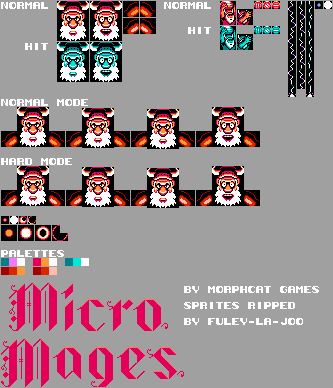 NORMAL
NORMAL
HIT
HIT
NORMAL MODE
HARD MODE
PALETTES
Micro
Mages
BY MORPHCAT GAMES
SPRITES RIPPED
BY FULEY-LA-JOO